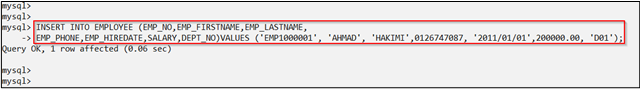 mysql>
mysql>
mysql> INSERT INTO EMPLOYEE (EMP_NO,EMP_FIRSTNAME,EMP_LASTNAME,
    -> EMP_PHONE,EMP_HIREDATE,SALARY,DEPT_NO)VALUES ('EMP1000001', 'AHMAD', 'HAKIMI',0126747087, '2011/01/01',200000.00, 'D01');
Query OK, 1 row affected (0.06 sec)
mysql>
mysql>